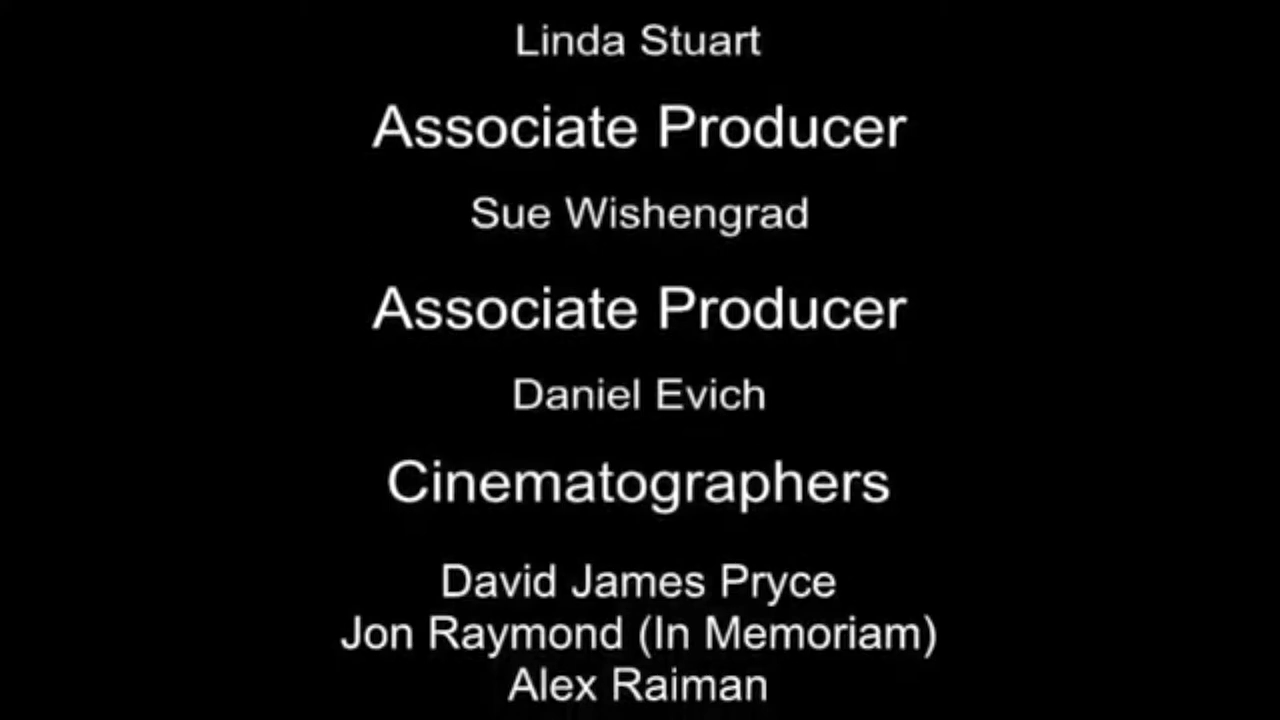 Linda Stuart
Associate Producer
Sue Wishengrad
Associate Producer
Daniel Evich
Cinematographers
David James Pryce
Jon Raymond (In Memoriam)
Alex Raiman